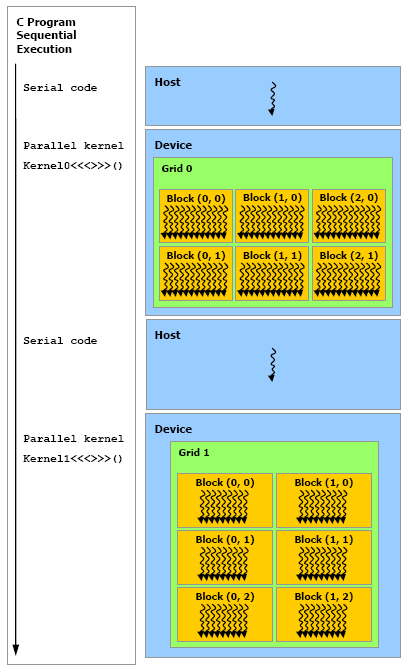 C Program
Sequential
Execution
Serial code
Host
Parallel kernel
Kernel0<<<>>>()
Device
Grid 0
Block (0, 0)
Block (1, 0)
Block (2, 0)
Block (0, 1)
Block (1, 1)
Block (2, 1)
Serial code
Host
Parallel kernel
Kernel1<<<>>>()
Device
Grid 1
Block (0, 0)
Block (1, 0)
Block (0, 1)
Block (1, 1)
Block (0, 2)
Block (1, 2)